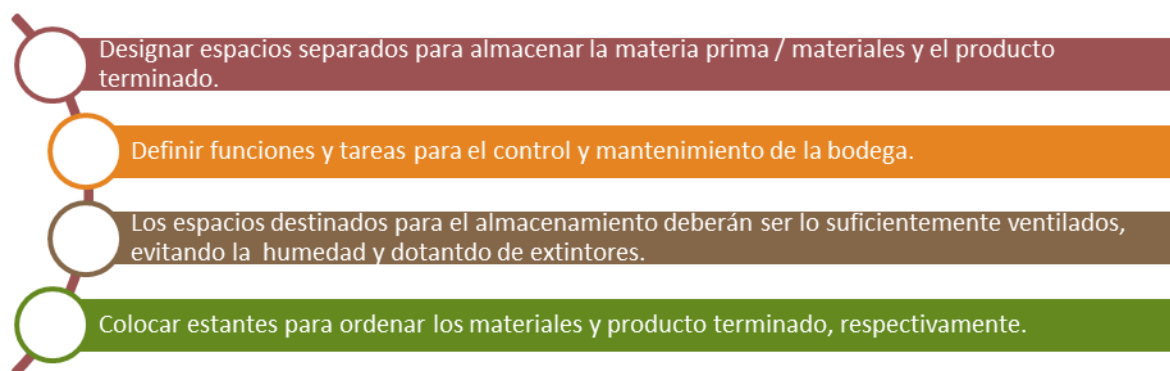 Designar espacios separados para almacenar la materia prima / materiales y el producto
terminado.
Definir funciones y tareas para el control y mantenimiento de la bodega.
Los espacios destinados para el almacenamiento deberán ser lo suficientemente ventilados,
evitando la  humedad y dotantdo de extintores.
Colocar estantes para ordenar los materiales y producto terminado, respectivamente.